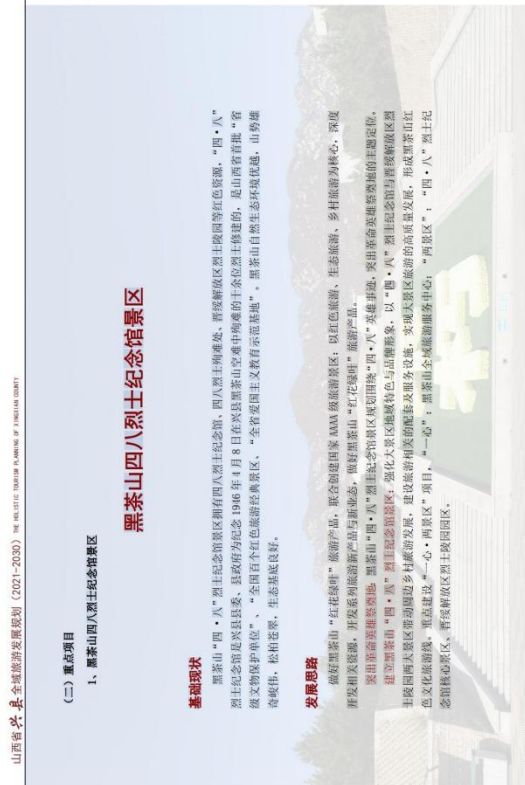 山西省兴县全域旅游发展规划（2021-2030） THE HOLISTIC TOURISM PLANNING OF XINGXIAN COUNTY
（二）重点项目
1、黑茶山四八烈士纪念馆景区
黑茶山四八烈士纪念馆景区
基础现状
黑茶山“四·八”烈士纪念馆景区拥有四八烈士纪念馆、四八烈士殉难处、晋绥解放区烈士陵园等红色资源，“四·八”
烈士纪念馆是兴县县委、县政府为纪念 1946 年 4 月 8 日在兴县黑茶山空难中殉难的十余位烈士修建的，是山西省首批“省
级文物保护单位”、“全国百个红色旅游经典景区、“全省爱国主义教育示范基地”。黑茶山自然生态环境优越，山势雄
奇峻伟，松柏苍翠，生态基底良好。
发展思路
做好黑茶山“红花绿叶”旅游产品，联合创建国家 AAAA 级旅游景区：以红色旅游、生态旅游、乡村旅游为核心，深度
开发相关资源，开发系列旅游新产品与新业态，做好黑茶山“红花绿叶”旅游产品。
突出革命英雄祭奠地：黑茶山“四·八”烈士纪念馆景区规划围绕“四·八”英雄事迹，突出革命英雄祭奠地的主题定位。
建立黑茶山“四·八”烈士纪念馆景区：强化大景区地域特色与品牌形象，以“四·八”烈士纪念馆与晋绥解放区烈
士陵园两大景区带动周边乡村旅游发展，建设旅游相关的配套及服务设施，实现大景区旅游的高质量发展，形成黑茶山红
色文化旅游线。重点建设“一心·两景区”项目，“一心”：黑茶山全域旅游服务中心；“两景区”：“四·八”烈士纪
念馆核心景区、晋绥解放区烈士陵园园区。